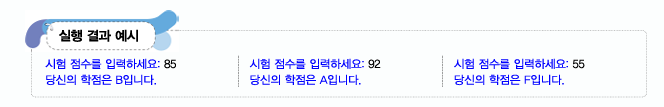 실행 결과 예시
시험 점수를 입력하세요: 85
당신의 학점은 B입니다.
시험 점수를 입력하세요: 92
당신의 학점은 A입니다.
시험 점수를 입력하세요: 55
당신의 학점은 F입니다.